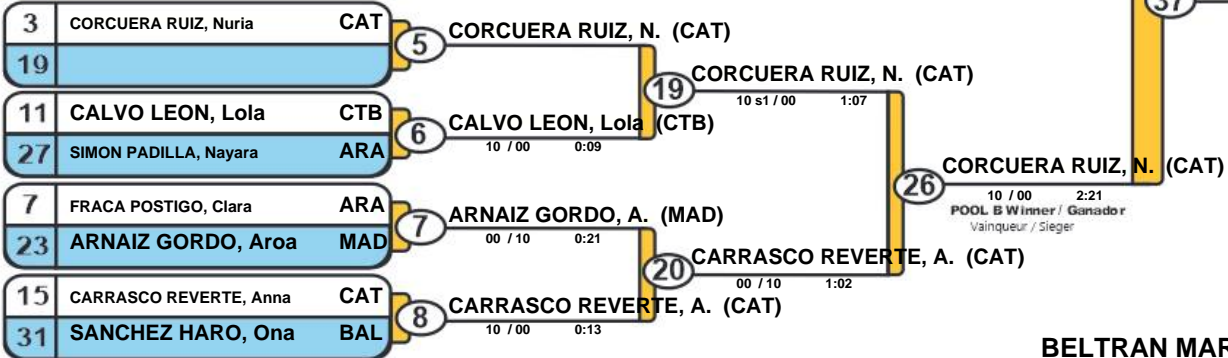 37
3 CORCUERA RUIZ, Nuria CAT
19
5 CORCUERA RUIZ, N. (CAT)
11 CALVO LEON, Lola CTB
27 SIMON PADILLA, Nayara ARA
6 CALVO LEON, Lola (CTB)
10 / 00 0:09
19 CORCUERA RUIZ, N. (CAT)
10 s1 / 00 1:07
7 FRACA POSTIGO, Clara ARA
23 ARNAIZ GORDO, Aroa MAD
7 ARNAIZ GORDO, A. (MAD)
00 / 10 0:21
15 CARRASCO REVERTE, Anna CAT
31 SANCHEZ HARO, Ona BAL
8 CARRASCO REVERTE, A. (CAT)
10 / 00 0:13
20 CARRASCO REVERTE, A. (CAT)
00 / 10 1:02
26 CORCUERA RUIZ, N. (CAT)
10 / 00 2:21
POOL B Winner / Ganador
Vainqueur / Sieger
BELTRAN MAR